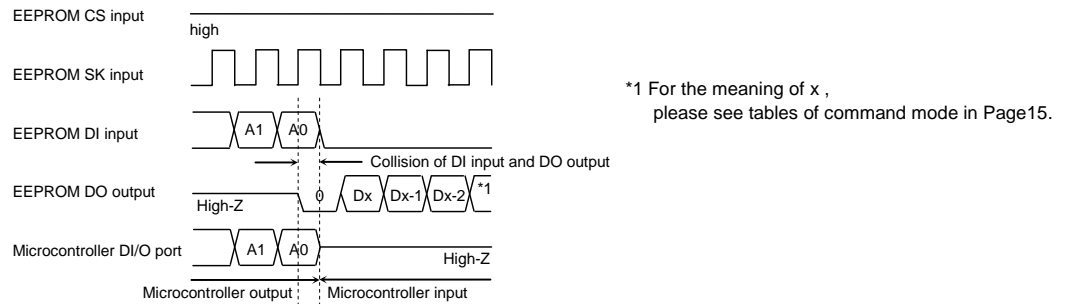 EEPROM CS input
high
EEPROM SK input
*1 For the meaning of x ,
please see tables of command mode in Page15.
EEPROM DI input
A1
A0
Collision of DI input and DO output
EEPROM DO output
High-Z
0
Dx
Dx-1
Dx-2
*1
Microcontroller DI/O port
A1
A0
High-Z
Microcontroller output
Microcontroller input